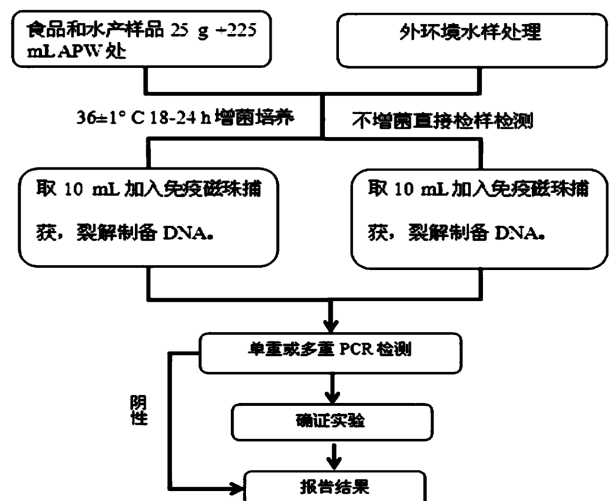 食品和水产样品 25 g +225
mL APW 处
外环境水样处理
36±1° C 18-24 h 增菌培养
不增菌直接检样检测
取 10 mL 加入免疫磁珠捕
获，裂解制备 DNA。
取 10 mL 加入免疫磁珠捕
获，裂解制备 DNA。
单重或多重 PCR 检测
阴性
确证实验
报告结果